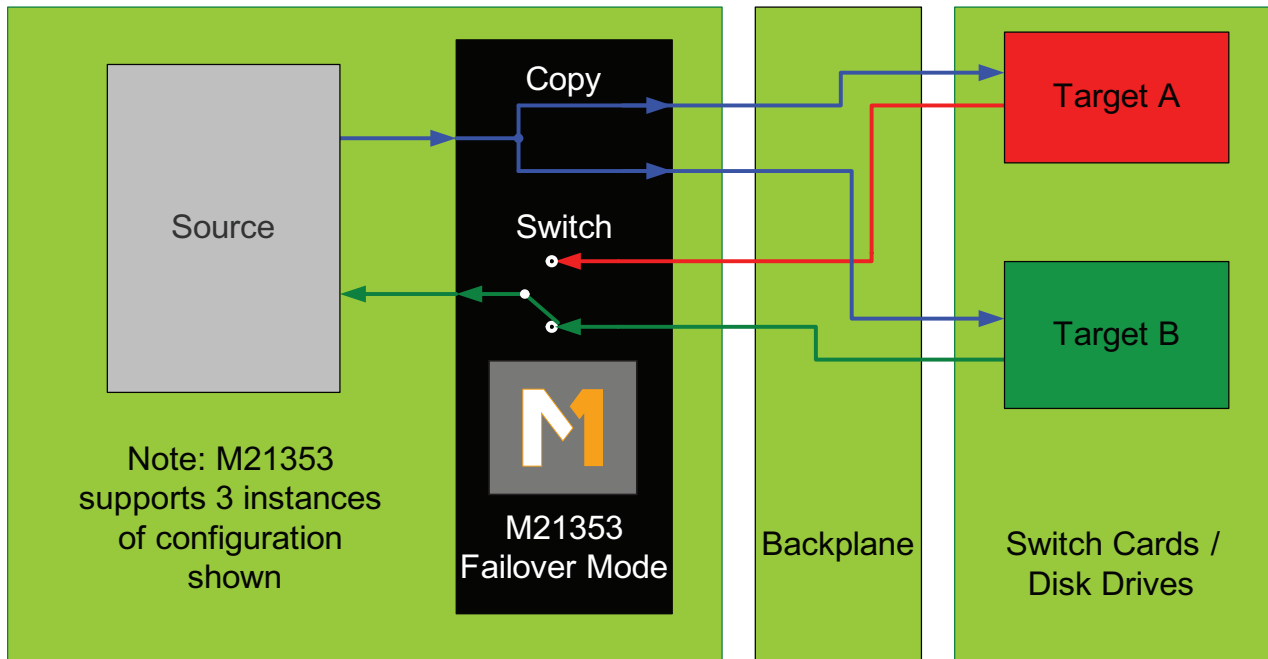 Copy
Target A
Source
Switch
Target B
M1
Note: M21353
supports 3 instances
of configuration
shown
M21353
Failover Mode
Backplane
Switch Cards /
Disk Drives